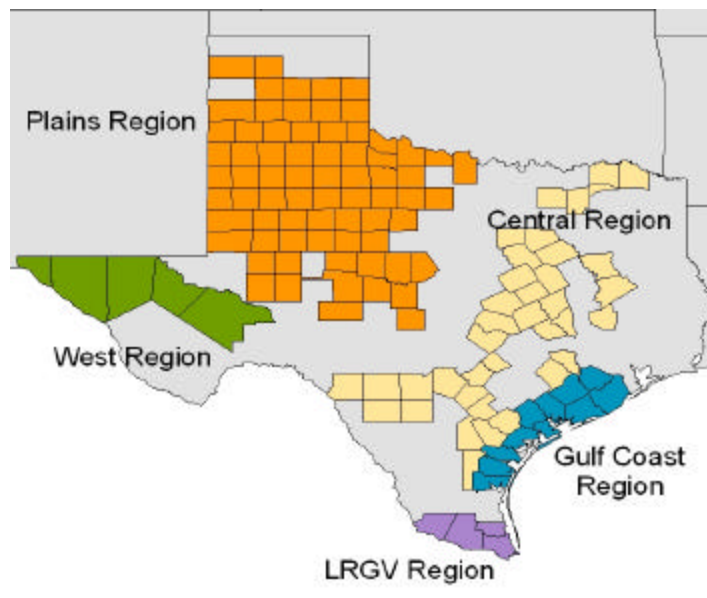 Plains Region
Central Region
West Region
Gulf Coast
Region
LRGV Region